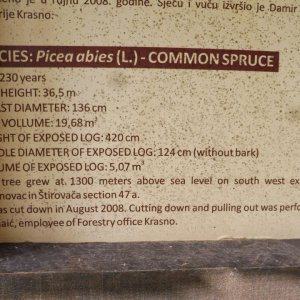 eno je u rujnu 2008. godine. Sječu i vuču izvršio je Damir
rije Krasno.
CIES: Picea abies (L.) - COMMON SPRUCE
230 years
HEIGHT: 36,5 m
AST DIAMETER: 136 cm
VOLUME: 19,68 m³
GHT OF EXPOSED LOG: 420 cm
DLE DIAMETER OF EXPOSED LOG: 124 cm (without bark)
UME OF EXPOSED LOG: 5,07 m³
tree grew at 1300 meters above sea level on south west ex
novac in Štirovača section 47 a.
as cut down in August 2008. Cutting down and pulling out was perfo
naić, employee of Forestry office Krasno.